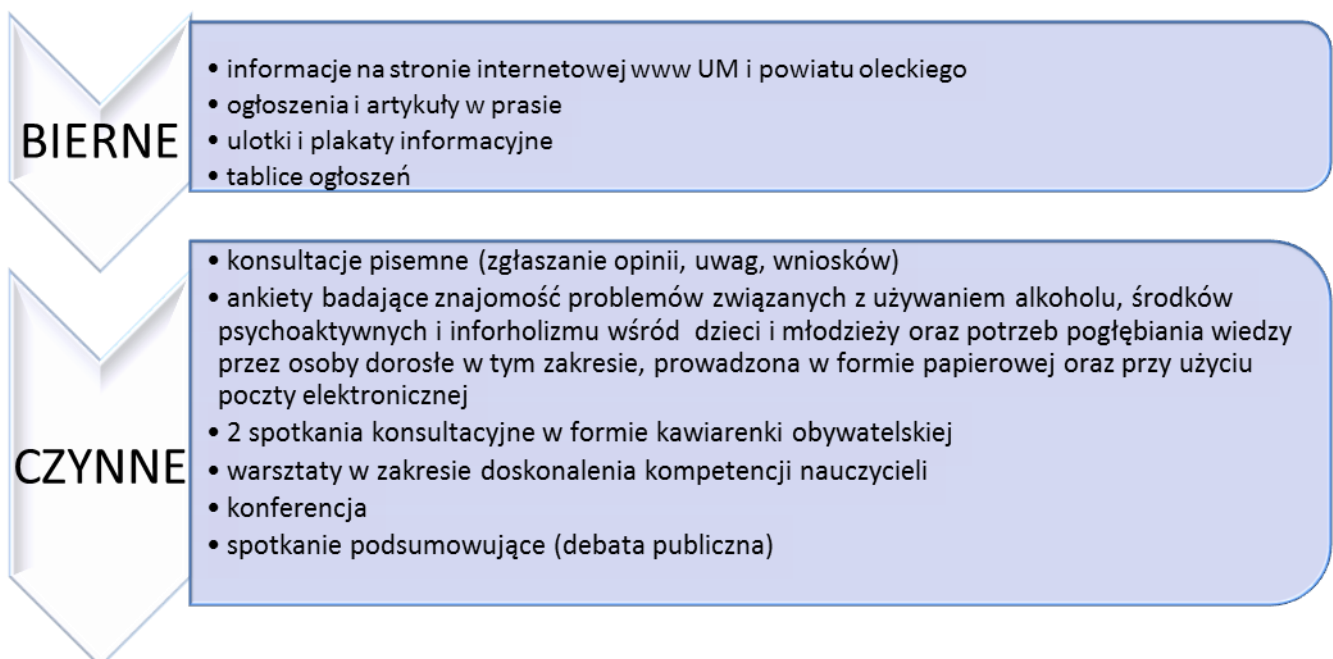 BIERNE
• informacje na stronie internetowej www UM i powiatu oleckiego
• ogłoszenia i artykuły w prasie
• ulotki i plakaty informacyjne
• tablice ogłoszeń
CZYNNE
• konsultacje pisemne (zgłaszanie opinii, uwag, wniosków)
• ankiety badające znajomość problemów związanych z używaniem alkoholu, środków
psychoaktywnych i inforholizmu wśród dzieci i młodzieży oraz potrzeb pogłębiania wiedzy
przez osoby dorosłe w tym zakresie, prowadzona w formie papierowej oraz przy użyciu
poczty elektronicznej
• 2 spotkania konsultacyjne w formie kawiarenki obywatelskiej
• warsztaty w zakresie doskonalenia kompetencji nauczycieli
• konferencja
• spotkanie podsumowujące (debata publiczna)